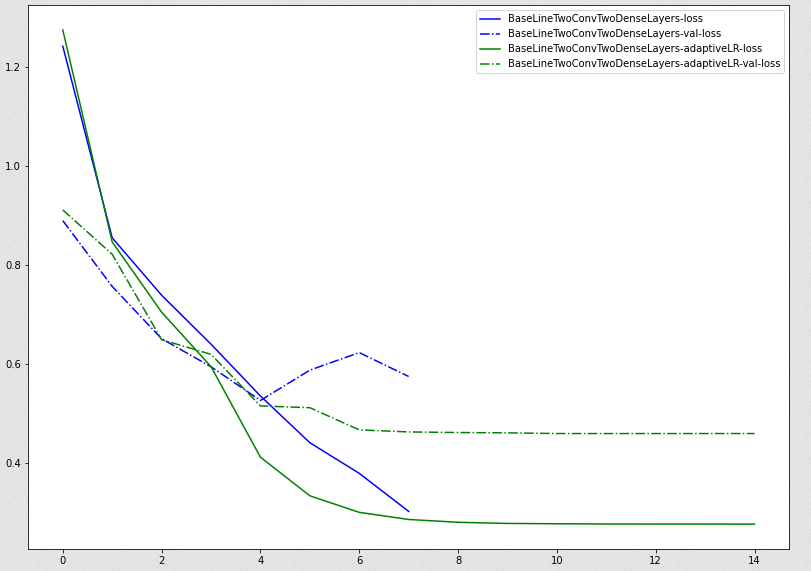 BaseLineTwoConvTwoDenseLayers-loss
BaseLineTwoConvTwoDenseLayers-val-loss
BaseLineTwoConvTwoDenseLayers-adaptiveLR-loss
BaseLineTwoConvTwoDenseLayers-adaptiveLR-val-loss
1.2
1.0
0.8
0.6
0.4
0 2 4 6 8 10 12 14